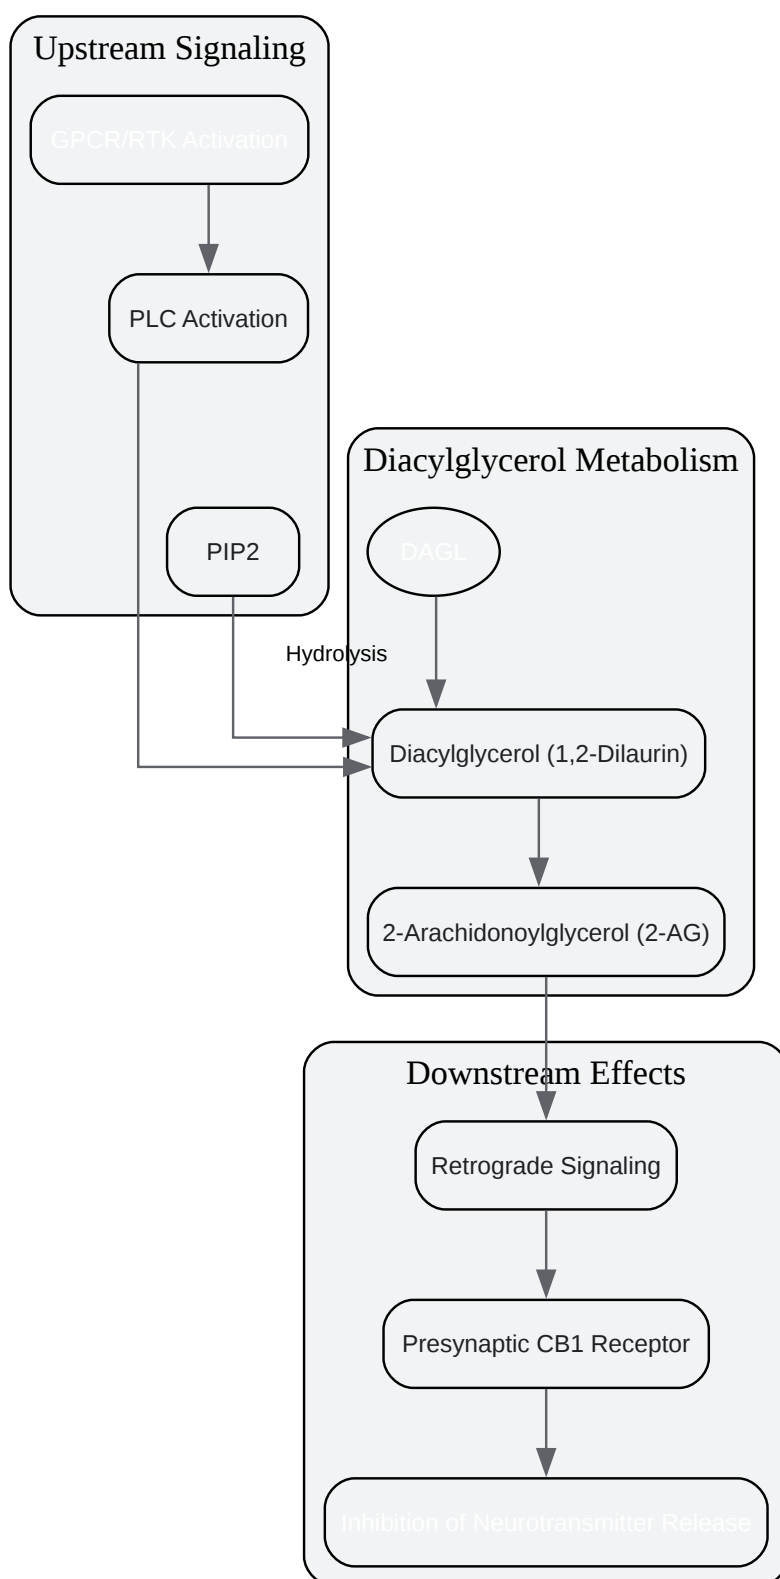 Upstream Signaling
GPCR/RTK Activation
PLC Activation
PIP2
Hydrolysis
Diacylglycerol Metabolism
DAGL
Diacylglycerol (1,2-Dilaurin)
2-Arachidonoylglycerol (2-AG)
Downstream Effects
Retrograde Signaling
Presynaptic CB1 Receptor
Inhibition of Neurotransmitter Release